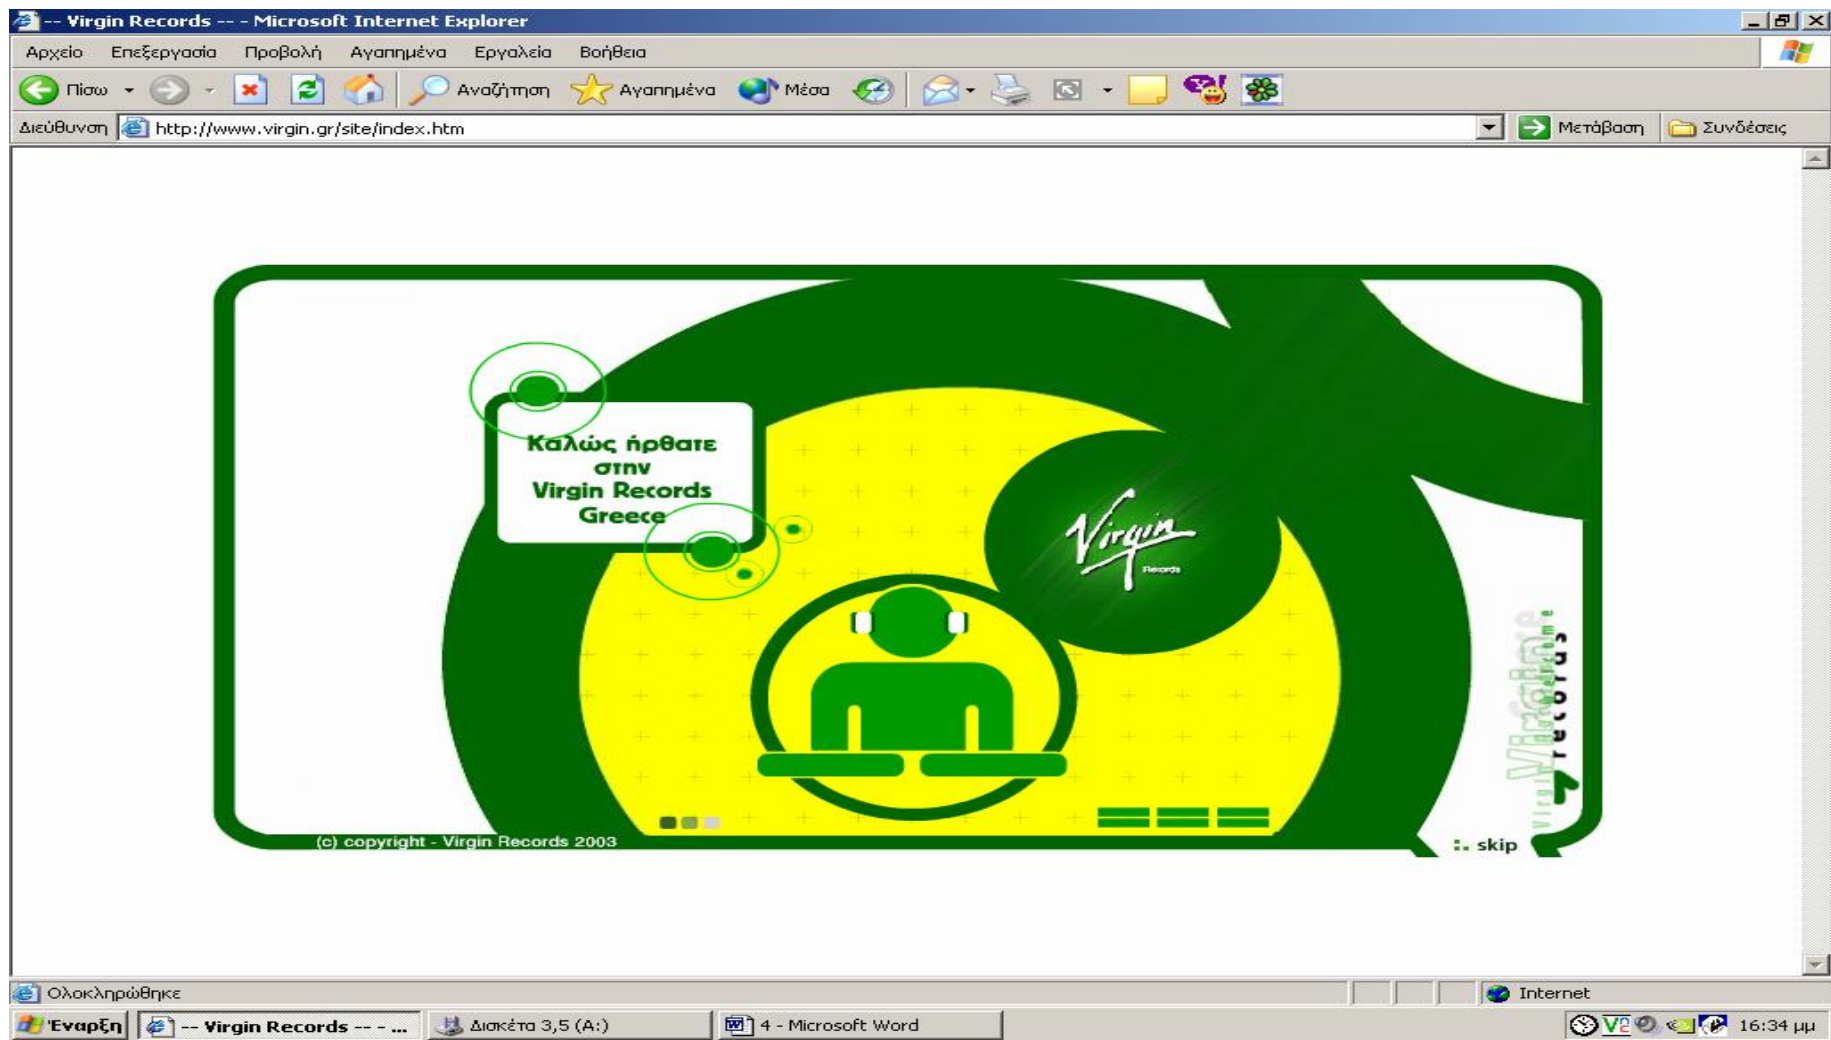 -- Virgin Records -- - Microsoft Internet Explorer
Αρχείο Επεξεργασία Προβολή Αγαπημένα Εργαλεία Βοήθεια
Πίσω Αναζήτηση Αγαπημένα Μέσα
Διεύθυνση http://www.virgin.gr/site/index.htm Μετάβαση Συνδέσεις
Καλώς ήρθατε
στην
Virgin Records
Greece
Virgin
Records
records
(c) copyright - Virgin Records 2003
:. skip
Ολοκληρώθηκε Internet
Έναρξη -- Virgin Records -- - ... Δισκέτα 3,5 (A:) 4 - Microsoft Word 16:34 μμ